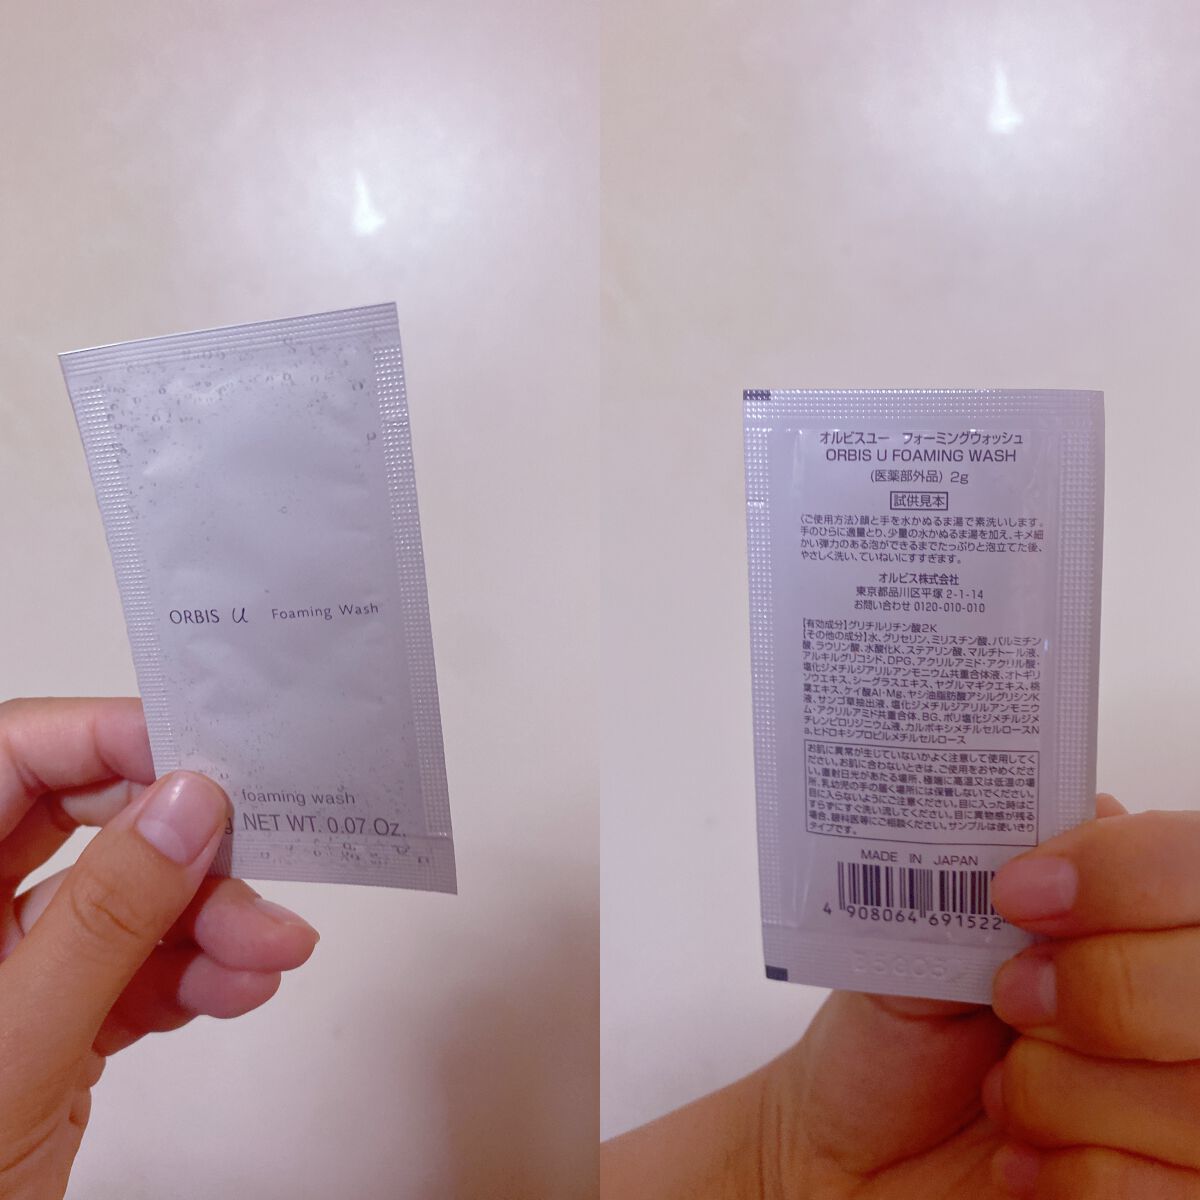 ORBIS u Foaming Wash
foaming wash
g NET WT. 0.07 Oz.
オルビスユー フォーミングウォッシュ
ORBIS U FOAMING WASH
(医薬部外品) 2g
試供見本
〈ご使用方法〉顔と手を水かぬるま湯で素洗いします。
手のひらに適量とり、少量の水かぬるま湯を加え、キメ細
かい弾力のある泡ができるまでたっぷりと泡立てた後、
やさしく洗い、ていねいにすすぎます。
オルビス株式会社
東京都品川区平塚 2-1-14
お問い合わせ 0120-010-010
【有効成分】グリチルリチン酸2K
【その他の成分】水、グリセリン、ミリスチン酸、パルミチン
酸、ラウリン酸、水酸化K、ステアリン酸、マルチトール液、
アルキルグリコシド、DPG、アクリルアミド・アクリル酸・
塩化ジメチルジアリルアンモニウム共重合体液、オトギリ
ソウエキス、シーグラスエキス、ヤグルマギクエキス、桃
葉エキス、ケイ酸Al・Mg、ヤシ油脂肪酸アシルグリシンK
液、サンゴ草抽出液、塩化ジメチルジアリルアンモニウ
ム・アクリルアミド共重合体、BG、ポリ塩化ジメチルジメ
チレンピロリジニウム液、カルボキシメチルセルロースN
a、ヒドロキシプロピルメチルセルロース
お肌に異常が生じていないかよく注意して使用してく
ださい。お肌に合わないときは、ご使用をおやめくださ
い。直射日光があたる場所、極端に高温又は低温の場
所、乳幼児の手の届く場所には保管しないでください。
目に入らないようにご注意ください。目に入った時はこ
すらずにすぐ洗い流してください。目に異物感が残る
場合、眼科医等にご相談ください。サンプルは使いきり
タイプです。
MADE IN JAPAN
4 908064 691522